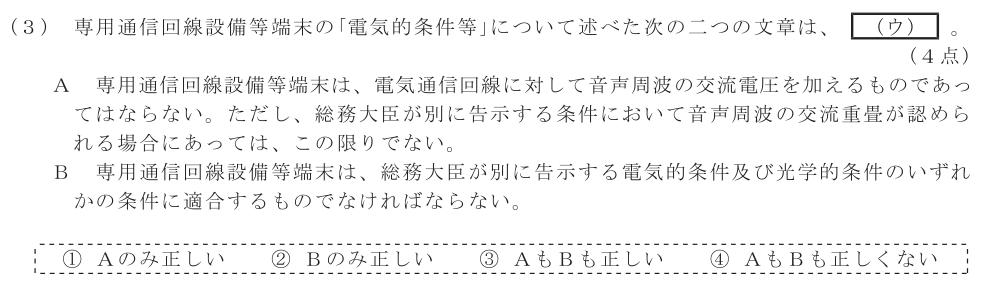 (３) 専用通信回線設備等端末の｢電気的条件等｣について述べた次の二つの文章は、 (ウ) 。
(４点)
Ａ 専用通信回線設備等端末は、電気通信回線に対して音声周波の交流電圧を加えるものであっ
てはならない。ただし、総務大臣が別に告示する条件において音声周波の交流重畳が認めら
れる場合にあっては、この限りでない。
Ｂ 専用通信回線設備等端末は、総務大臣が別に告示する電気的条件及び光学的条件のいずれ
かの条件に適合するものでなければならない。
① Ａのみ正しい ② Ｂのみ正しい ③ ＡもＢも正しい ④ ＡもＢも正しくない